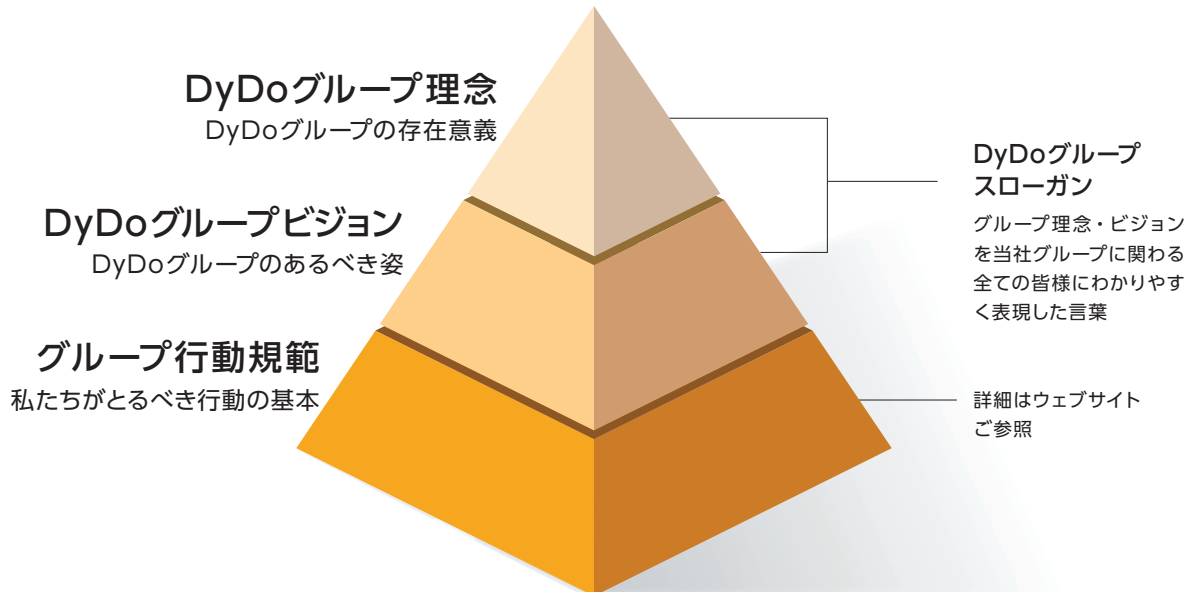 DyDoグループ理念
DyDoグループの存在意義
DyDoグループビジョン
DyDoグループのあるべき姿
グループ行動規範
私たちがとるべき行動の基本
DyDoグループ
スローガン
グループ理念・ビジョン
を当社グループに関わる
全ての皆様にわかりやす
く表現した言葉
詳細はウェブサイト
ご参照